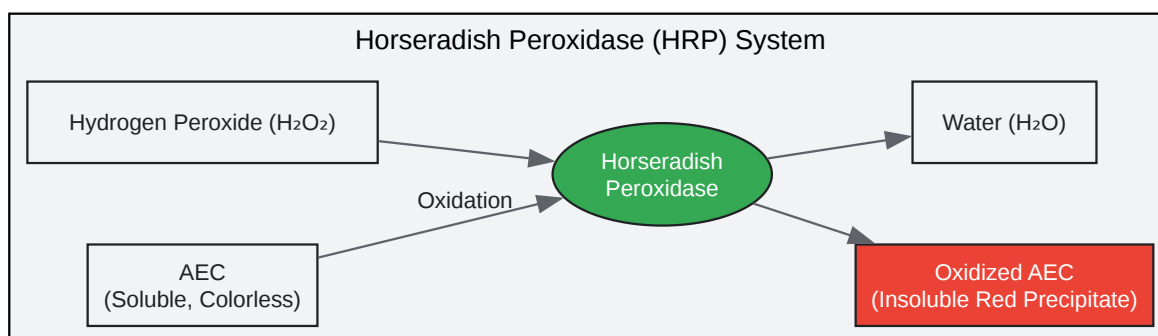 Horseradish Peroxidase (HRP) System
Hydrogen Peroxide (H₂O₂)
Water (H₂O)
Horseradish
Peroxidase
Oxidation
AEC
(Soluble, Colorless)
Oxidized AEC
(Insoluble Red Precipitate)